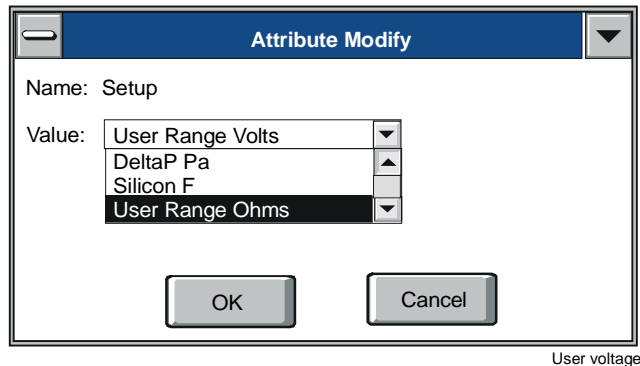 Attribute Modify
Name: Setup
Value: User Range Volts
DeltaP Pa
Silicon F
User Range Ohms
OK Cancel
User voltage